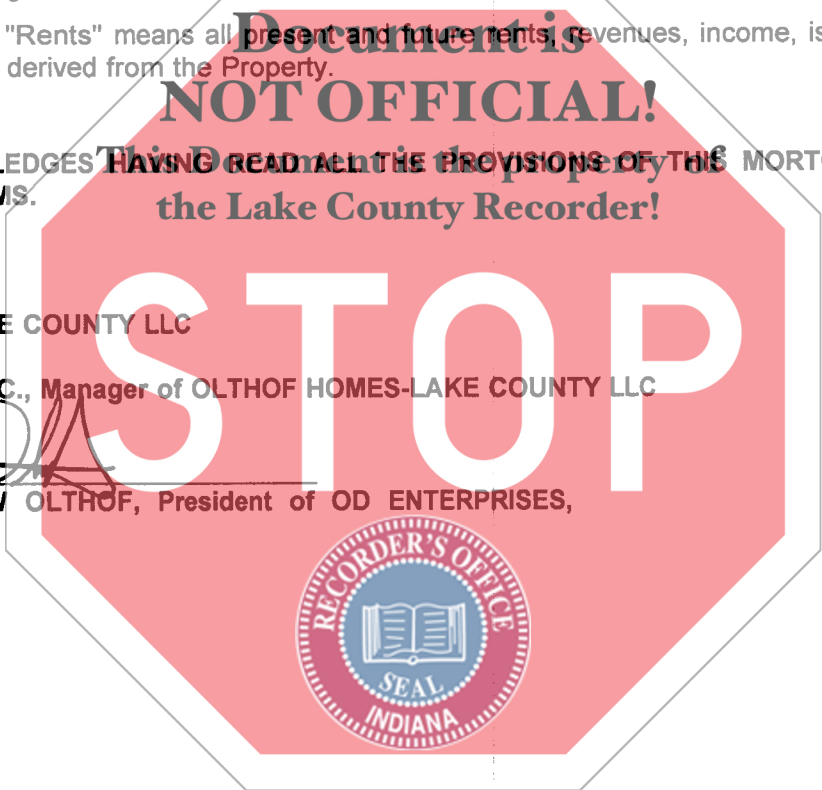 Document is
"Rents" means all present and future rents, revenues, income, is
derived from the Property.
NOT OFFICIAL!
LEDGES HAVING READ ALL THE PROVISIONS OF THIS MORT
This Document is the property of
MS.
the Lake County Recorder!
E COUNTY LLC
STOP
C., Manager of OLTHOF HOMES-LAKE COUNTY LLC
OLTHOF, President of OD ENTERPRISES,
RECORDER'S OFFICE
SEAL
INDIANA